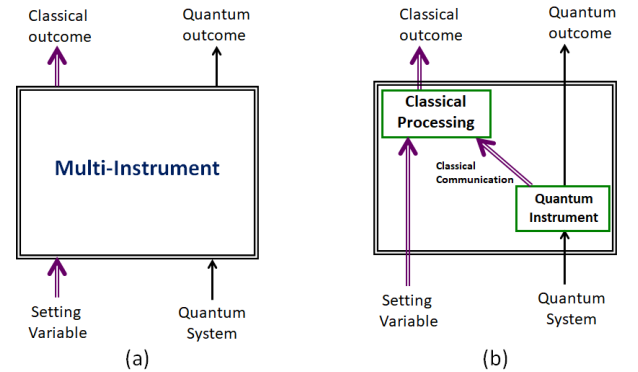 Classical
outcome
Quantum
outcome
Multi-Instrument
Setting
Variable
Quantum
System
(a)
Classical
outcome
Quantum
outcome
Classical
Processing
Classical
Communication
Quantum
Instrument
Setting
Variable
Quantum
System
(b)